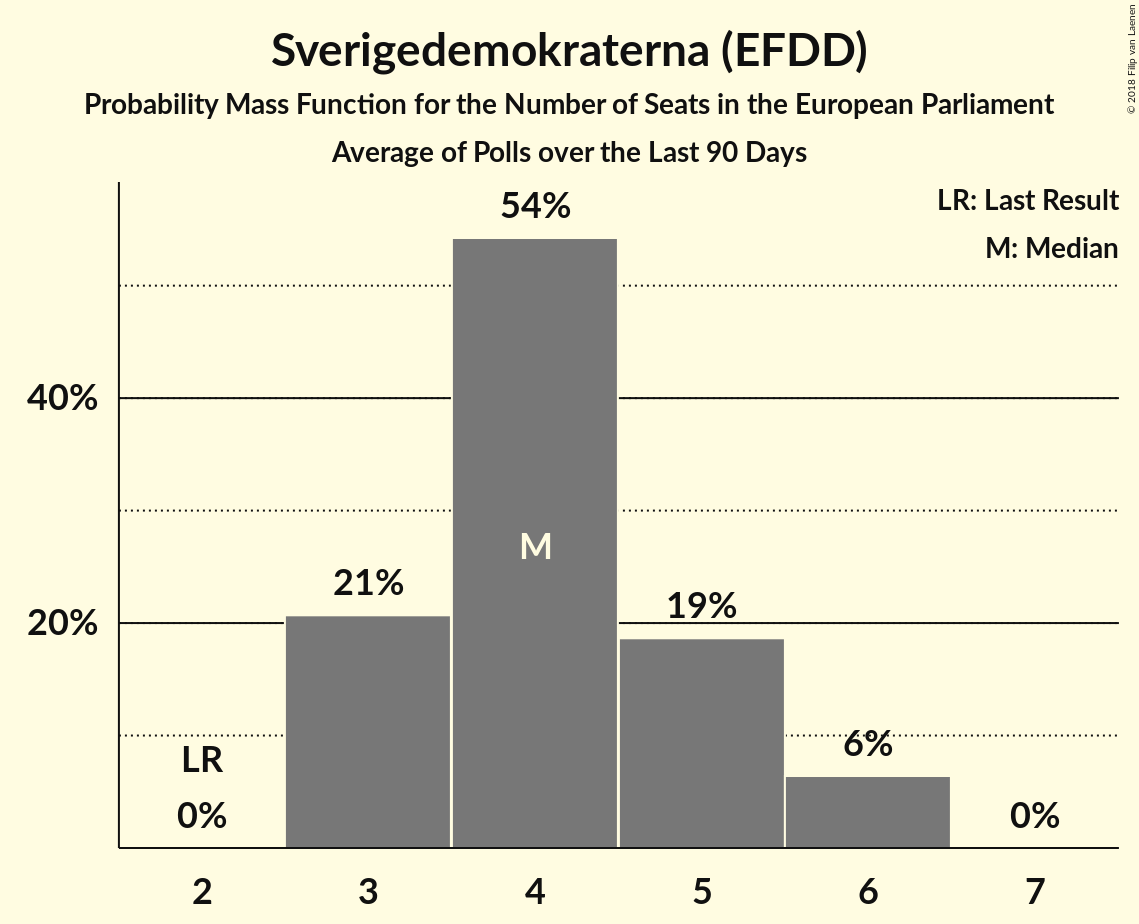 Sverigedemokraterna (EFDD)
Probability Mass Function for the Number of Seats in the European Parliament
Average of Polls over the Last 90 Days
© 2018 Filip van Laenen
LR: Last Result
M: Median
54%
40%
M
21%
19%
20%
6%
LR
0%
0%
2 3 4 5 6 7